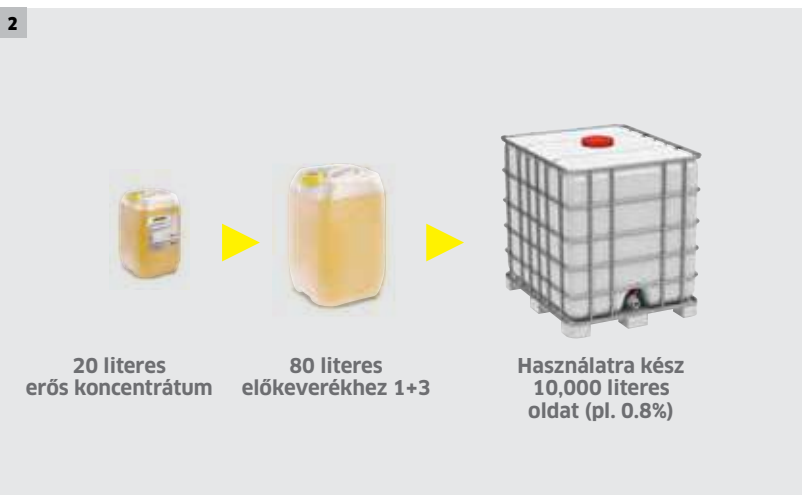 2
20 literes
erős koncentrátum
80 literes
előkeverékhez 1+3
Használatra kész
10,000 literes
oldat (pl. 0.8%)